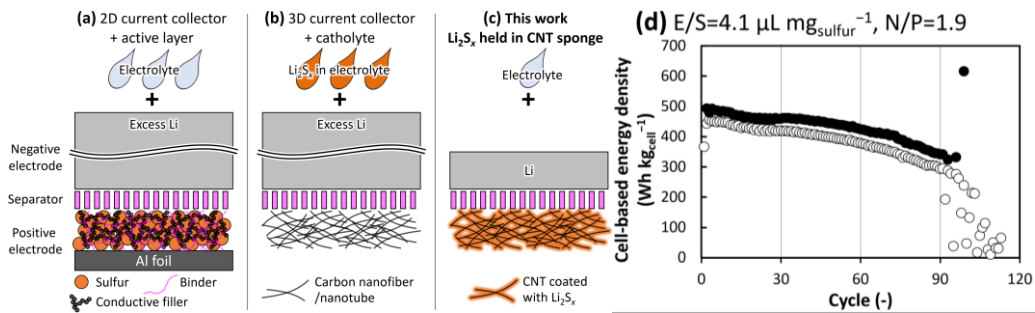 (a) 2D current collector
+ active layer
Electrolyte
+
Excess Li
Negative
electrode
Separator
Positive
electrode
Al foil
Sulfur
Binder
Conductive filler
(b) 3D current collector
+ catholyte
Li₂Sₓ in electrolyte
+
Excess Li
Carbon nanofiber
/nanotube
(c) This work
Li₂Sₓ held in CNT sponge
Electrolyte
+
Li
CNT coated
with Li₂Sₓ
(d) E/S=4.1 μL mg_sulfur⁻¹, N/P=1.9
Cell-based energy density
(Wh kg_cell⁻¹)
700
600
500
400
300
200
100
0
0 30 60 90 120
Cycle (-)